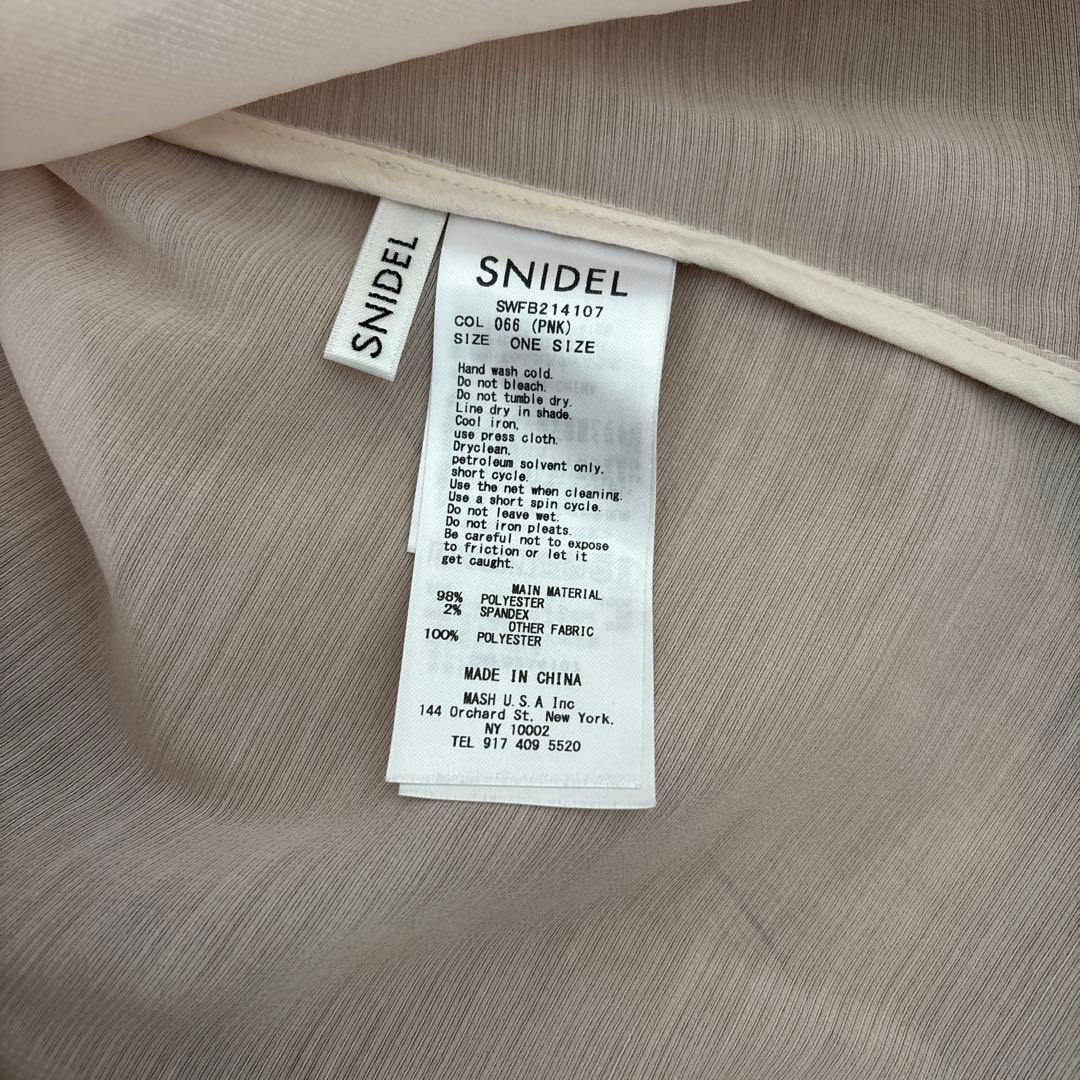 SNIDEL
SNIDEL
SWFB214107
COL 066 (PNK)
SIZE ONE SIZE
Hand wash cold.
Do not bleach.
Do not tumble dry.
Line dry in shade.
Cool iron.
use press cloth.
Dryclean.
petroleum solvent only.
short cycle.
Use the net when cleaning.
Use a short spin cycle.
Do not leave wet.
Do not iron pleats.
Be careful not to expose
to friction or let it
get caught.
MAIN MATERIAL
98% POLYESTER
2% SPANDEX
OTHER FABRIC
100% POLYESTER
MADE IN CHINA
MASH U.S.A Inc
144 Orchard St, New York,
NY 10002
TEL 917 409 5520